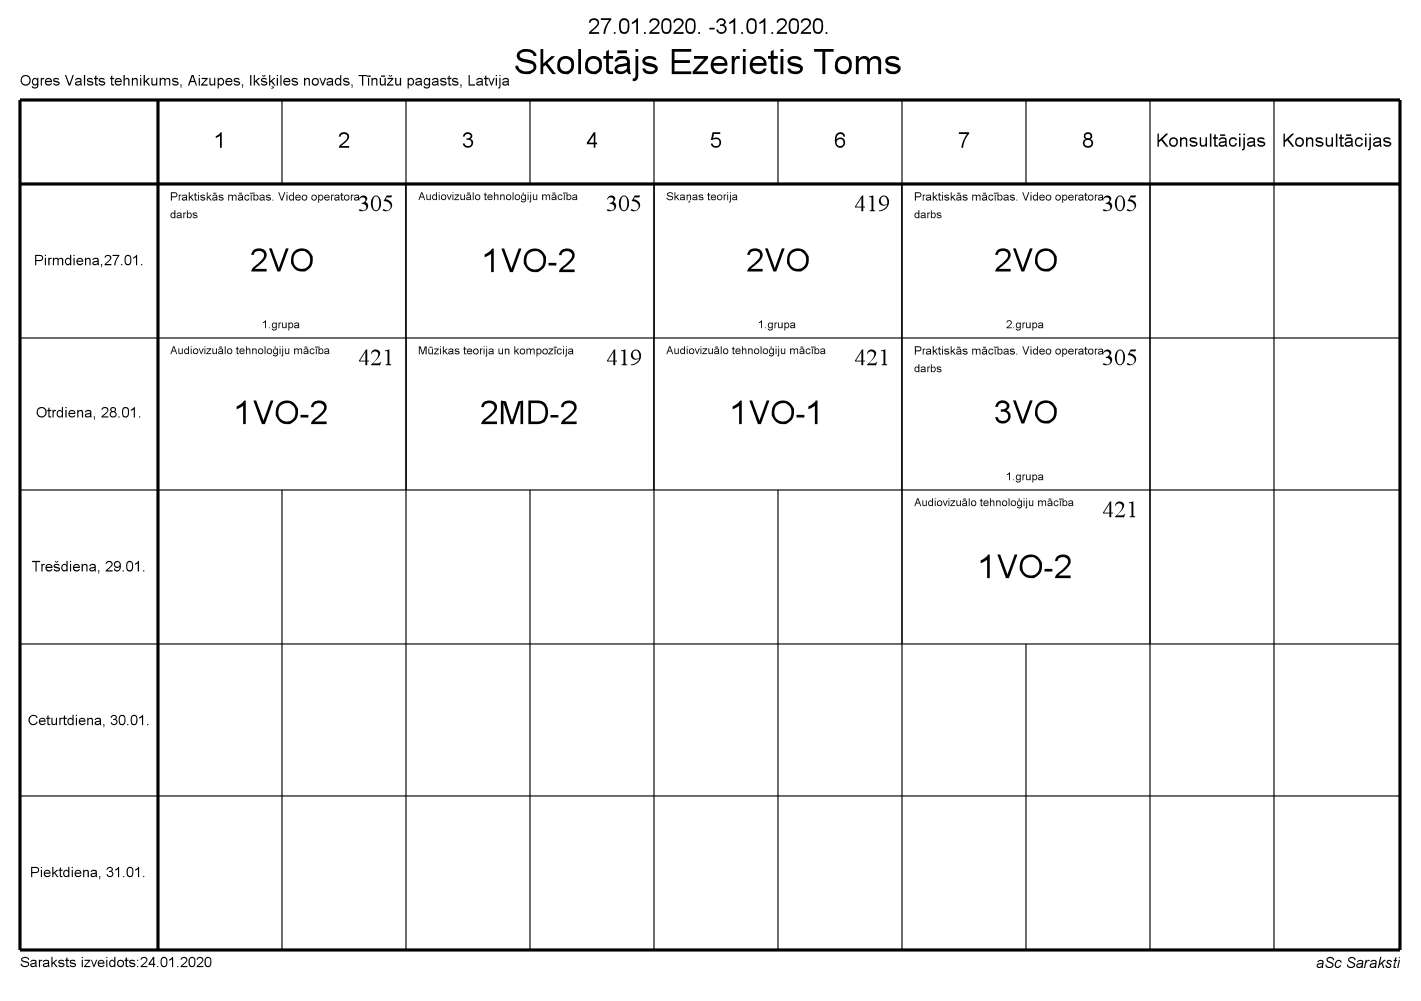 27.01.2020. -31.01.2020.
Skolotājs Ezerietis Toms
Ogres Valsts tehnikums, Aizupes, Ikšķiles novads, Tīnūžu pagasts, Latvija
1 2 3 4 5 6 7 8 Konsultācijas Konsultācijas
Pirmdiena,27.01.
Praktiskās mācības. Video operatora 305
darbs
2VO
1.grupa
Audiovizuālo tehnoloģiju mācība 305
1VO-2
Skaņas teorija 419
2VO
1.grupa
Praktiskās mācības. Video operatora 305
darbs
2VO
2.grupa
Otrdiena, 28.01.
Audiovizuālo tehnoloģiju mācība 421
1VO-2
Mūzikas teorija un kompozīcija 419
2MD-2
Audiovizuālo tehnoloģiju mācība 421
1VO-1
Praktiskās mācības. Video operatora 305
darbs
3VO
1.grupa
Trešdiena, 29.01.
Audiovizuālo tehnoloģiju mācība 421
1VO-2
Ceturtdiena, 30.01.
Piektdiena, 31.01.
Saraksts izveidots:24.01.2020
aSc Saraksti